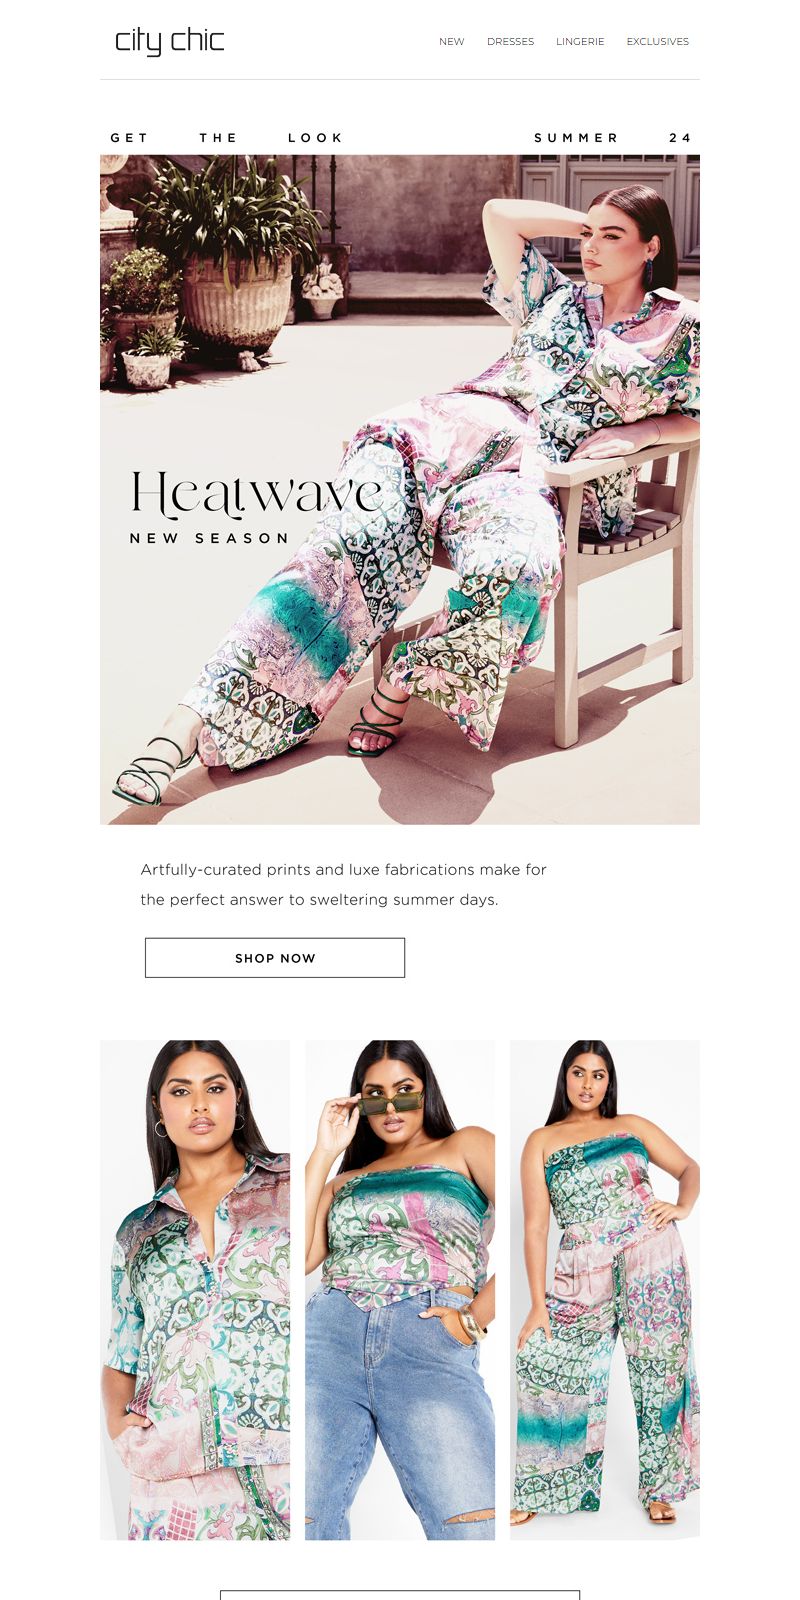 city chic
NEW DRESSES LINGERIE EXCLUSIVES
GET THE LOOK SUMMER 24
Heatwave
NEW SEASON
Artfully-curated prints and luxe fabrications make for
the perfect answer to sweltering summer days.
SHOP NOW